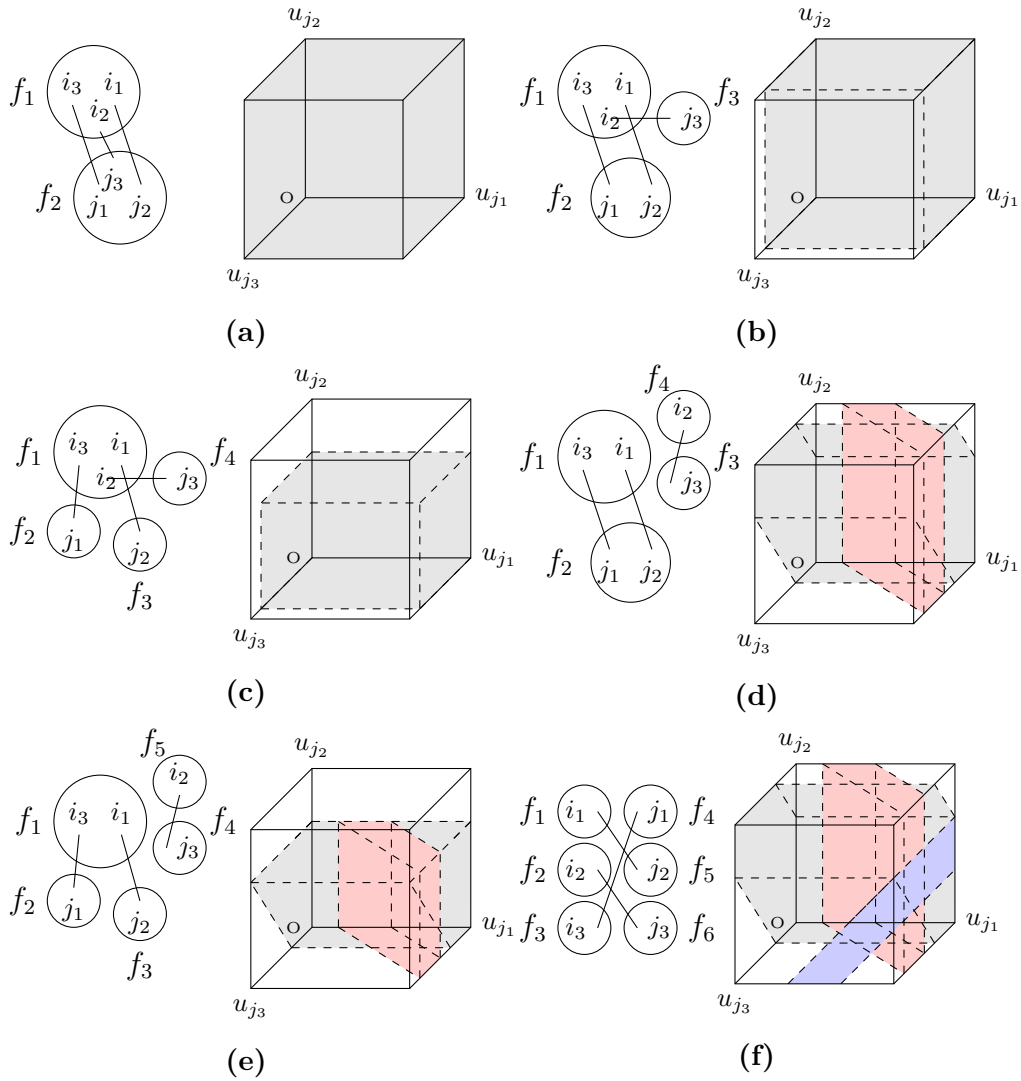 u_{j_2}
i_3 i_1
f_1 i_2
j_3
f_2 j_1 j_2
o u_{j_1}
u_{j_3}
(a)
u_{j_2}
i_3 i_1
f_1 i_2 j_3 f_3
f_2 j_1 j_2
o u_{j_1}
u_{j_3}
(b)
u_{j_2}
i_3 i_1
f_1 i_2 j_3 f_4
f_2 j_1 j_2
f_3
o u_{j_1}
u_{j_3}
(c)
f_4 u_{j_2}
i_2
f_1 i_3 i_1 f_3
j_3
f_2 j_1 j_2
o u_{j_1}
u_{j_3}
(d)
f_5 u_{j_2}
i_2
f_1 i_3 i_1 f_4
j_3
f_2 j_1 j_2
f_3
o u_{j_1}
u_{j_3}
(e)
u_{j_2}
f_1 i_1 j_1 f_4
f_2 i_2 j_2 f_5
f_3 i_3 j_3 f_6
o u_{j_1}
u_{j_3}
(f)